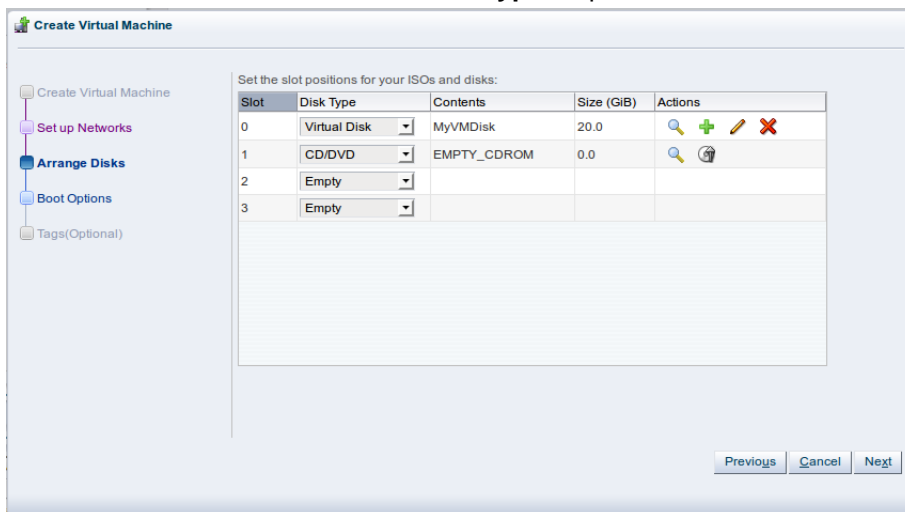 Create Virtual Machine
Create Virtual Machine
Set up Networks
Arrange Disks
Boot Options
Tags(Optional)
Set the slot positions for your ISOs and disks:
Slot Disk Type Contents Size (GiB) Actions
0 Virtual Disk MyVMDisk 20.0
1 CD/DVD EMPTY_CDROM 0.0
2 Empty
3 Empty
Previous Cancel Next